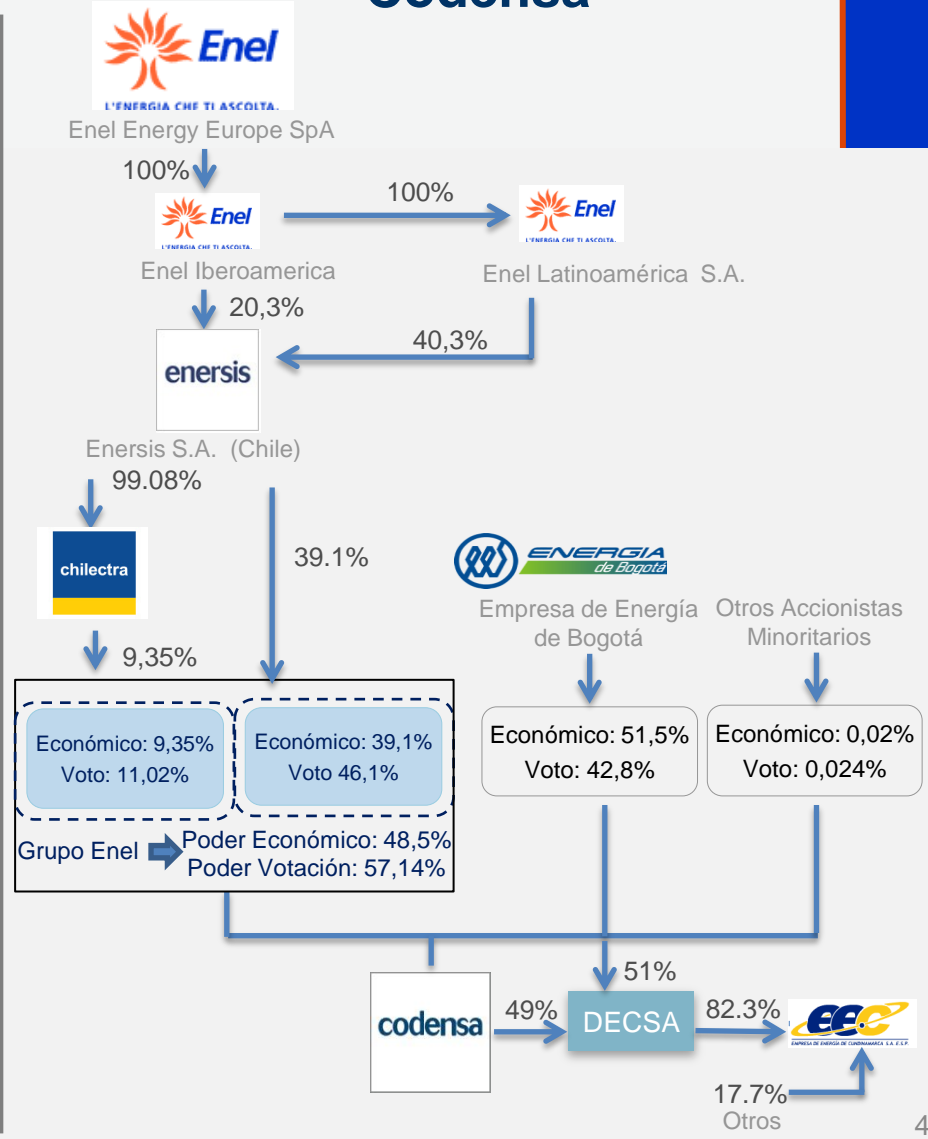 Codensa
Enel
L'ENERGIA CHE TI ASCOLTA.
Enel Energy Europe SpA
100%
100%
Enel
L'ENERGIA CHE TI ASCOLTA.
Enel
L'ENERGIA CHE TI ASCOLTA.
Enel Iberoamerica
Enel Latinoamérica S.A.
20,3%
40,3%
enersis
Enersis S.A. (Chile)
99.08%
39.1%
chilectra
ENERGIA
de Bogotá
Empresa de Energía
de Bogotá
Otros Accionistas
Minoritarios
9,35%
Económico: 9,35%
Voto: 11,02%
Económico: 39,1%
Voto 46,1%
Económico: 51,5%
Voto: 42,8%
Económico: 0,02%
Voto: 0,024%
Grupo Enel
Poder Económico: 48,5%
Poder Votación: 57,14%
51%
codensa
49%
DECSA
82.3%
EEC
EMPRESA DE ENERGÍA DE CUNDINAMARCA S.A. E.S.P.
17.7%
Otros
4